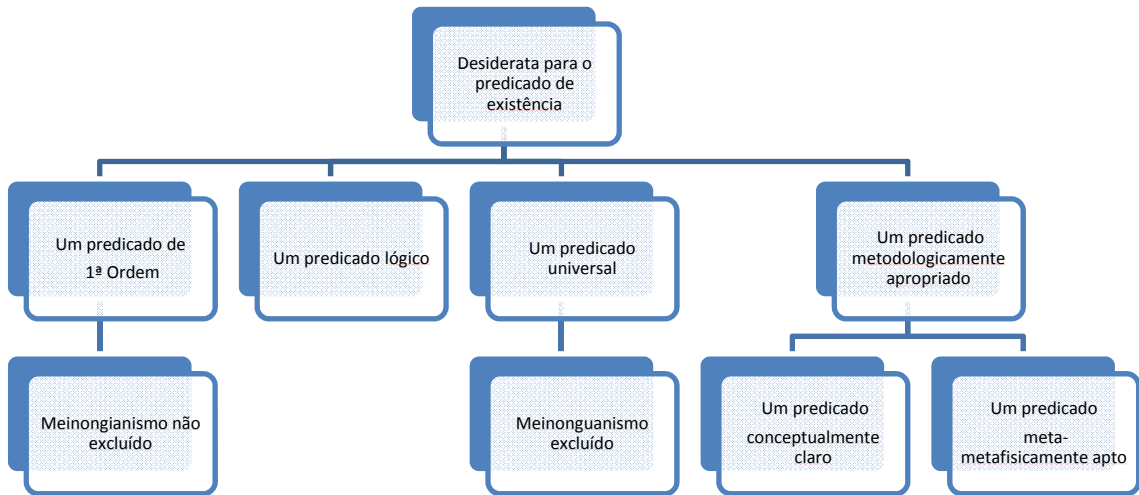 Desiderata para o
predicado de
existência
Um predicado de
1ª Ordem
Um predicado lógico
Um predicado
universal
Um predicado
metodologicamente
apropriado
Meinongianismo não
excluído
Meinonguanismo
excluído
Um predicado
conceptualmente
claro
Um predicado
meta-
metafisicamente apto